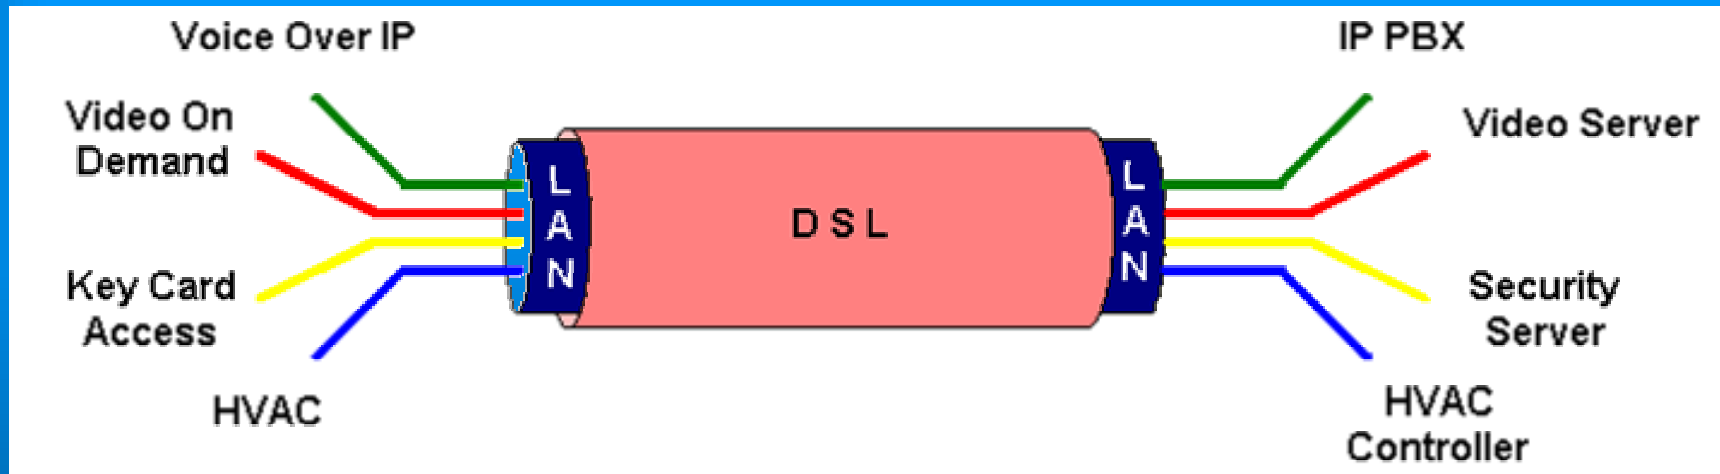 Voice Over IP
Video On
Demand
Key Card
Access
HVAC
L
A
N
D S L
L
A
N
IP PBX
Video Server
Security
Server
HVAC
Controller